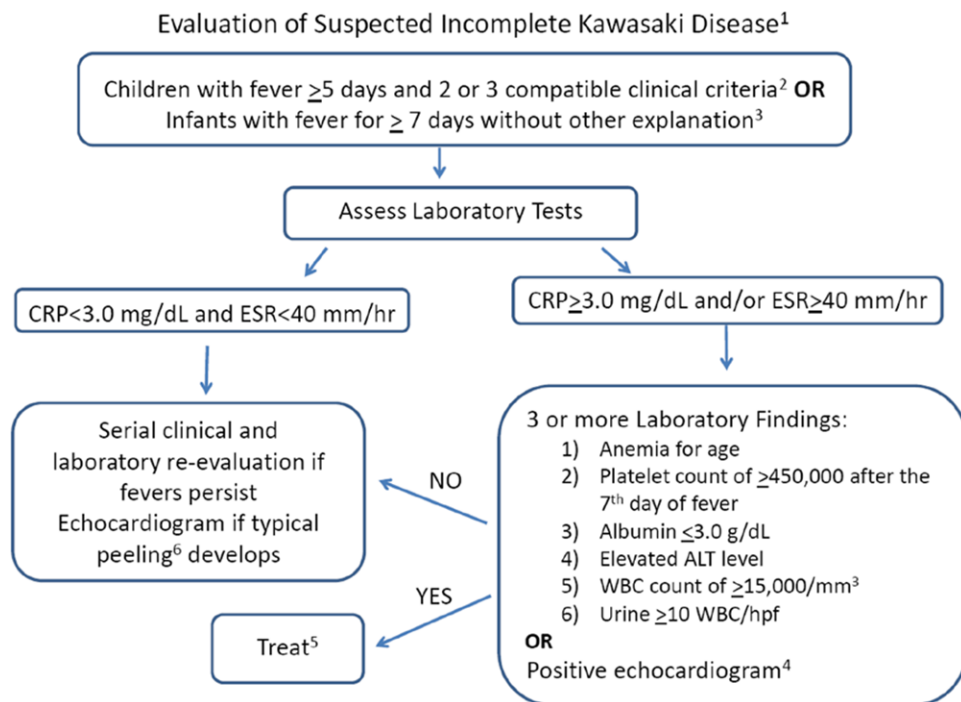 Evaluation of Suspected Incomplete Kawasaki Disease¹
Children with fever ≥5 days and 2 or 3 compatible clinical criteria² OR
Infants with fever for ≥ 7 days without other explanation³
Assess Laboratory Tests
CRP<3.0 mg/dL and ESR<40 mm/hr
CRP≥3.0 mg/dL and/or ESR≥40 mm/hr
Serial clinical and
laboratory re-evaluation if
fevers persist
Echocardiogram if typical
peeling⁶ develops
NO
YES
Treat⁵
3 or more Laboratory Findings:
1) Anemia for age
2) Platelet count of ≥450,000 after the
7ᵗʰ day of fever
3) Albumin ≤3.0 g/dL
4) Elevated ALT level
5) WBC count of ≥15,000/mm³
6) Urine ≥10 WBC/hpf
OR
Positive echocardiogram⁴